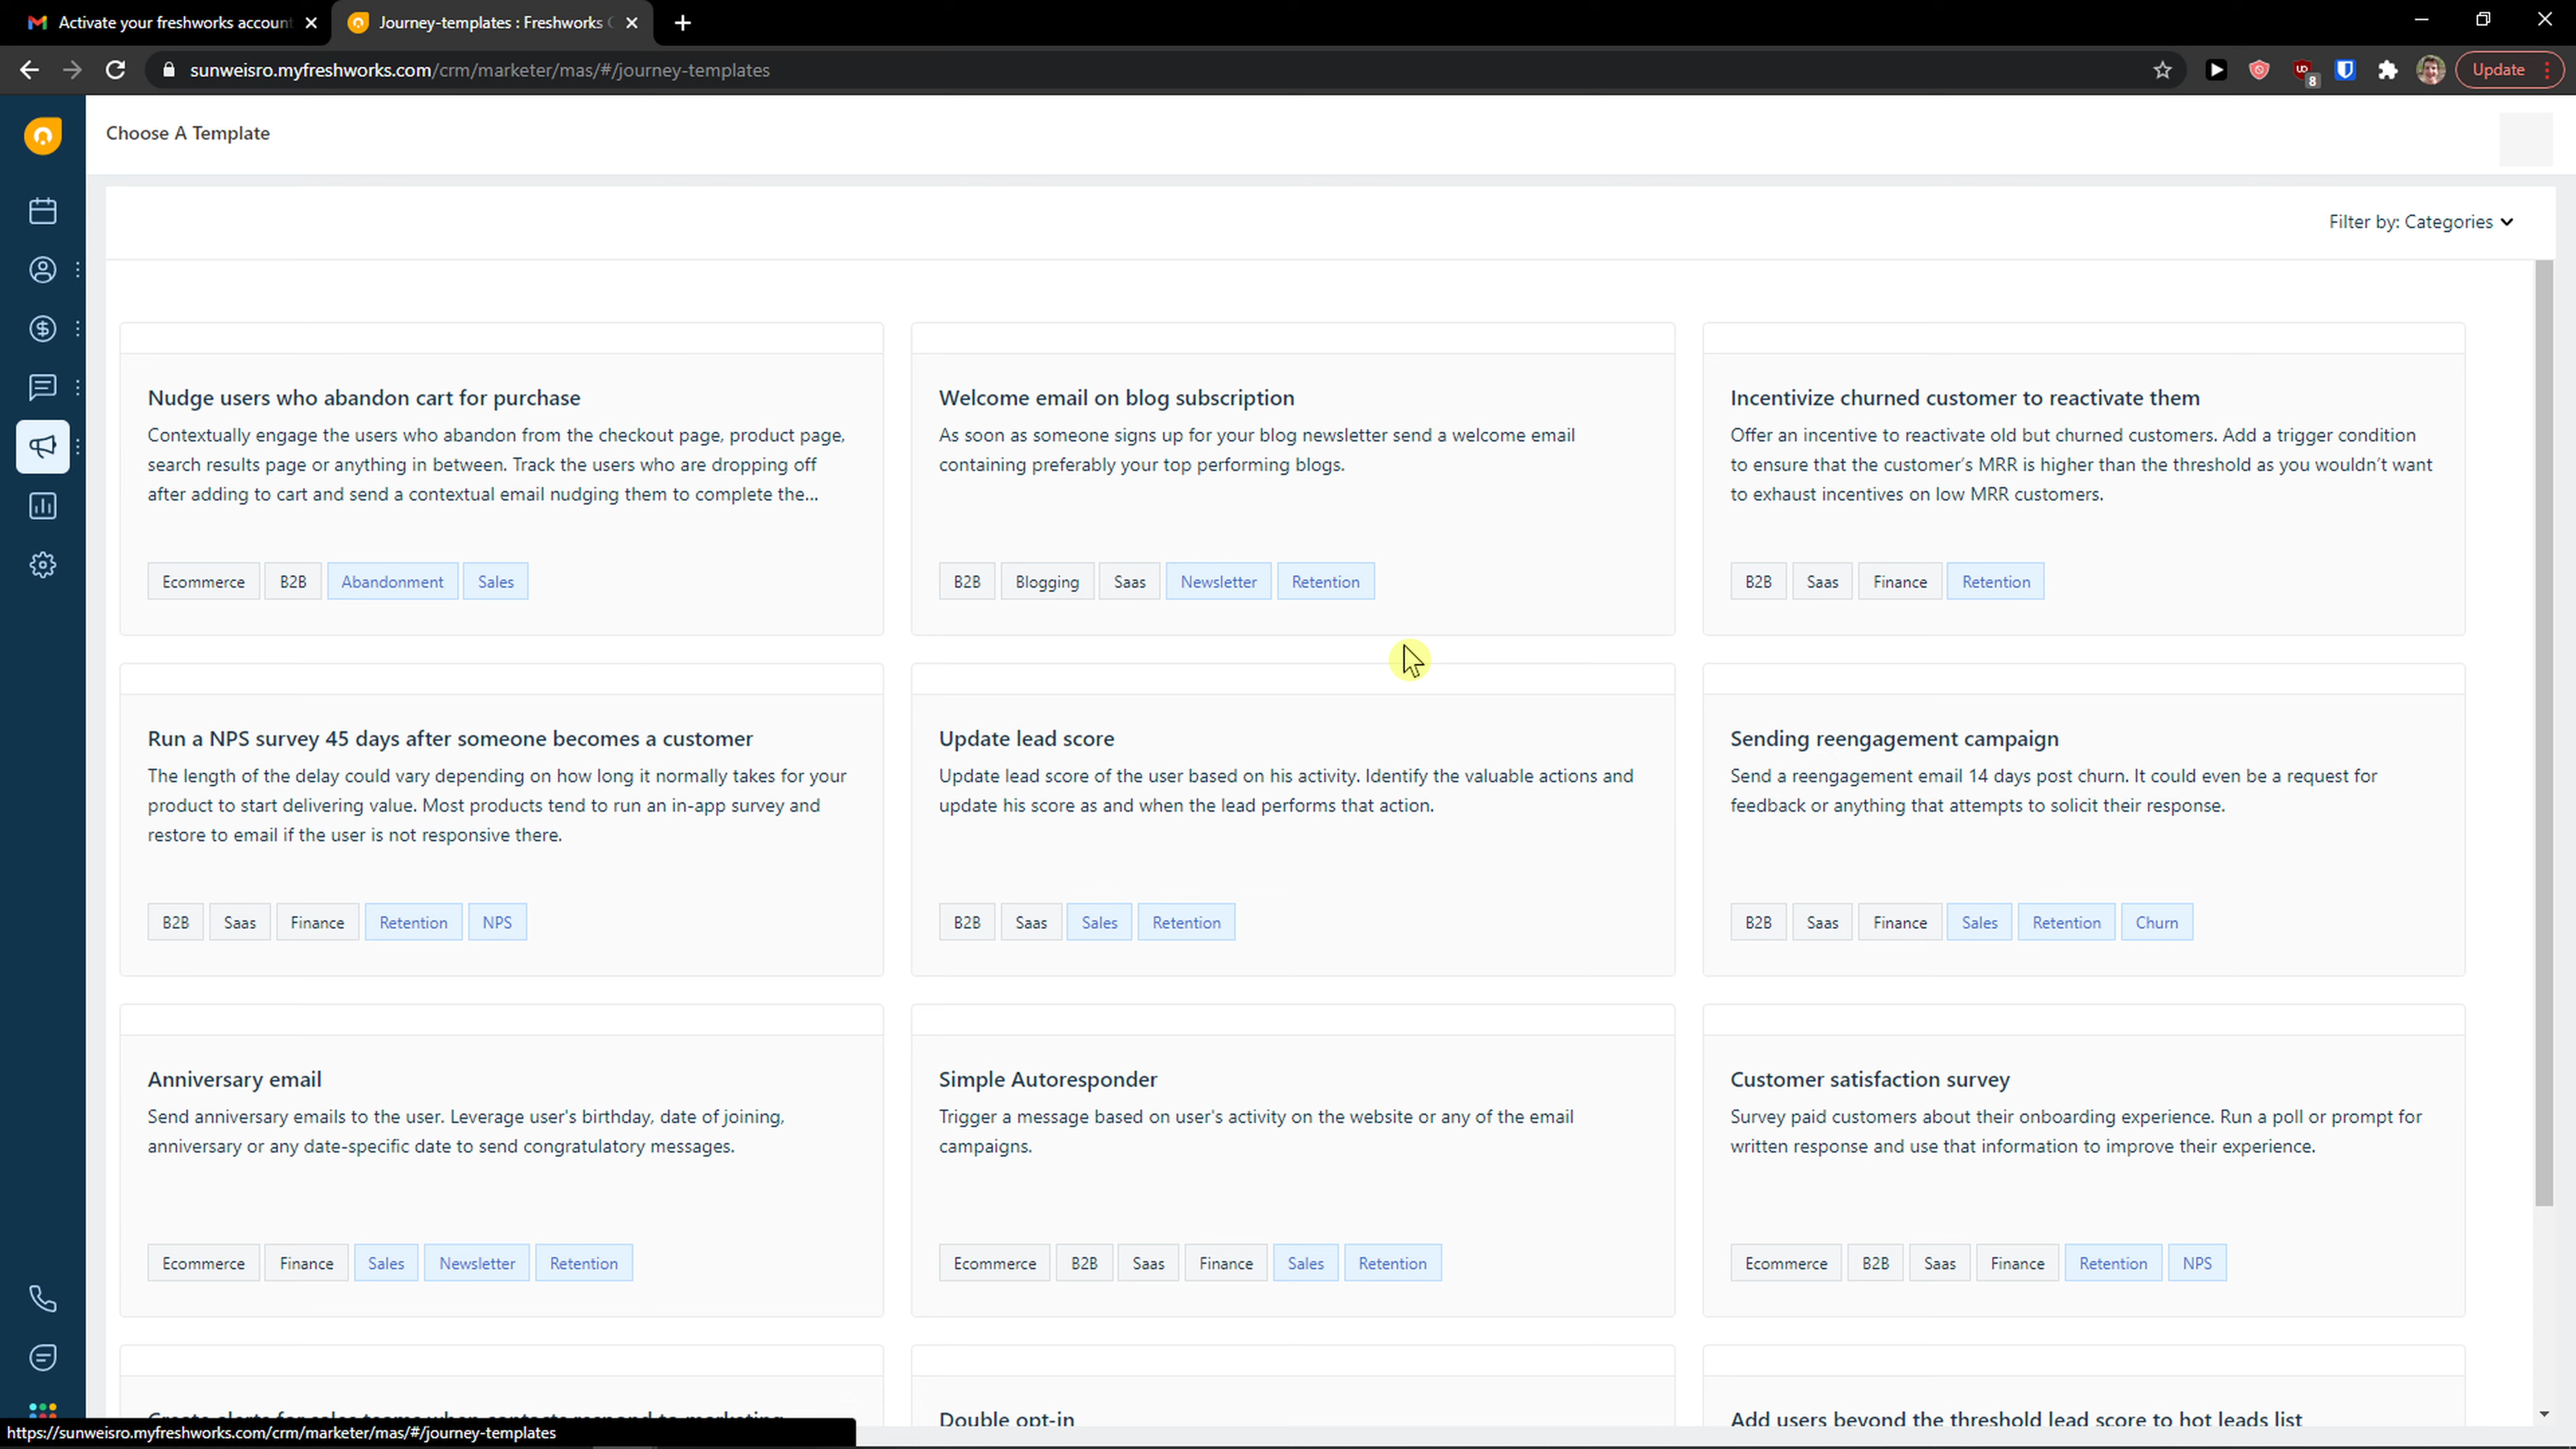 Activate your freshworks accoun
Journey-templates : Freshworks
sunweisro.myfreshworks.com/crm/marketer/mas/#/journey-templates
8
Update
Choose A Template
Filter by: Categories
Nudge users who abandon cart for purchase
Contextually engage the users who abandon from the checkout page, product page,
search results page or anything in between. Track the users who are dropping off
after adding to cart and send a contextual email nudging them to complete the...
Ecommerce B2B Abandonment Sales
Welcome email on blog subscription
As soon as someone signs up for your blog newsletter send a welcome email
containing preferably your top performing blogs.
B2B Blogging Saas Newsletter Retention
Incentivize churned customer to reactivate them
Offer an incentive to reactivate old but churned customers. Add a trigger condition
to ensure that the customer's MRR is higher than the threshold as you wouldn't want
to exhaust incentives on low MRR customers.
B2B Saas Finance Retention
Run a NPS survey 45 days after someone becomes a customer
The length of the delay could vary depending on how long it normally takes for your
product to start delivering value. Most products tend to run an in-app survey and
restore to email if the user is not responsive there.
B2B Saas Finance Retention NPS
Update lead score
Update lead score of the user based on his activity. Identify the valuable actions and
update his score as and when the lead performs that action.
B2B Saas Sales Retention
Sending reengagement campaign
Send a reengagement email 14 days post churn. It could even be a request for
feedback or anything that attempts to solicit their response.
B2B Saas Finance Sales Retention Churn
Anniversary email
Send anniversary emails to the user. Leverage user's birthday, date of joining,
anniversary or any date-specific date to send congratulatory messages.
Ecommerce Finance Sales Newsletter Retention
Simple Autoresponder
Trigger a message based on user's activity on the website or any of the email
campaigns.
Ecommerce B2B Saas Finance Sales Retention
Customer satisfaction survey
Survey paid customers about their onboarding experience. Run a poll or prompt for
written response and use that information to improve their experience.
Ecommerce B2B Saas Finance Retention NPS
Create alerts for sales teams when contacts respond to marketing
Double opt-in
Add users beyond the threshold lead score to hot leads list
https://sunweisro.myfreshworks.com/crm/marketer/mas/#/journey-templates